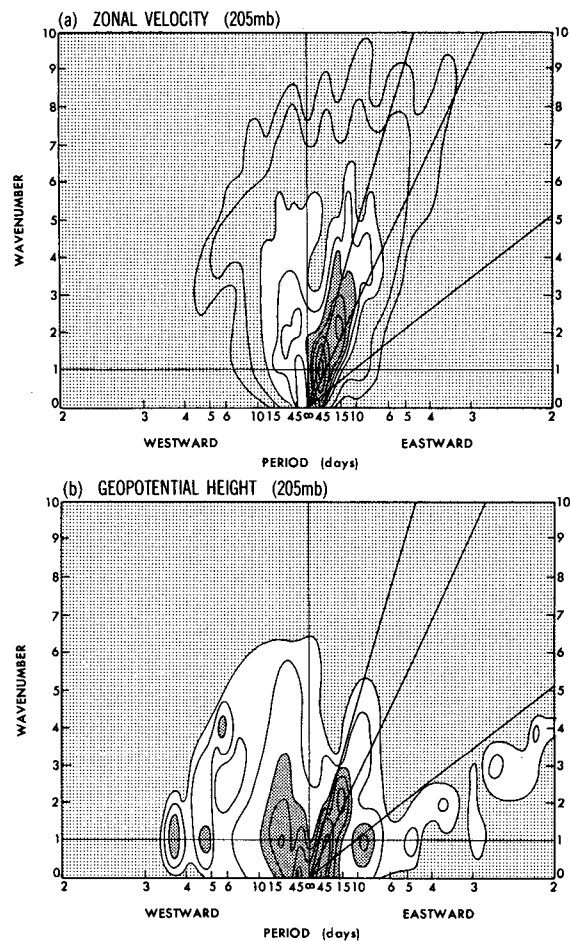 (a) ZONAL VELOCITY (205mb)
10 10
9 9
8 8
7 7
6 6
5 5
4 4
3 3
2 2
1 1
0 0
WAVENUMBER
2 3 4 5 6 10 15 45 ∞ 45 15 10 6 5 4 3 2
WESTWARD EASTWARD
PERIOD (days)
(b) GEOPOTENTIAL HEIGHT (205mb)
10 10
9 9
8 8
7 7
6 6
5 5
4 4
3 3
2 2
1 1
0 0
WAVENUMBER
2 3 4 5 6 10 15 45 ∞ 45 15 10 6 5 4 3 2
WESTWARD EASTWARD
PERIOD (days)